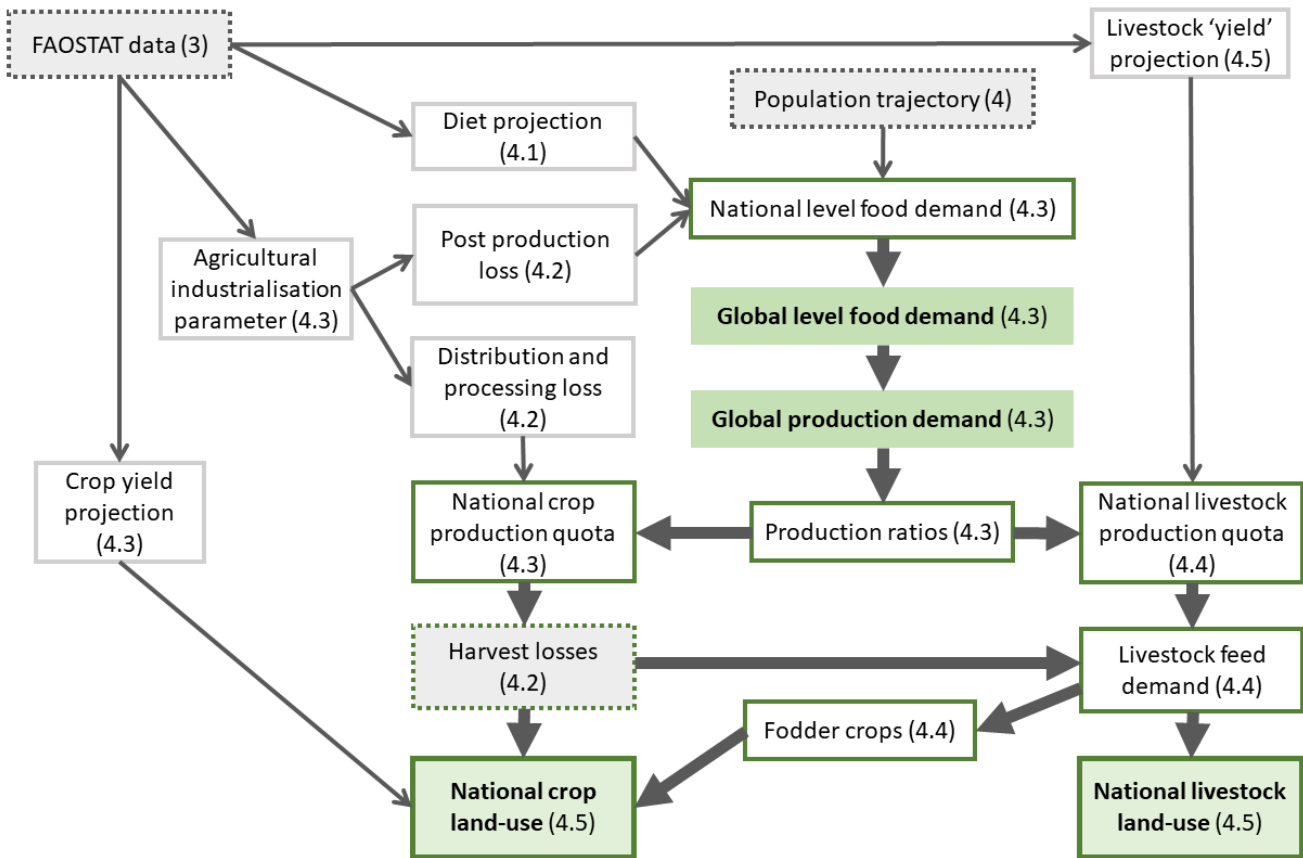 FAOSTAT data (3)
Livestock ‘yield’
projection (4.5)
Population trajectory (4)
Diet projection
(4.1)
National level food demand (4.3)
Post production
loss (4.2)
Agricultural
industrialisation
parameter (4.3)
Global level food demand (4.3)
Distribution and
processing loss
(4.2)
Global production demand (4.3)
Crop yield
projection
(4.3)
National crop
production quota
(4.3)
Production ratios (4.3)
National livestock
production quota
(4.4)
Harvest losses
(4.2)
Livestock feed
demand (4.4)
Fodder crops (4.4)
National crop
land-use (4.5)
National livestock
land-use (4.5)